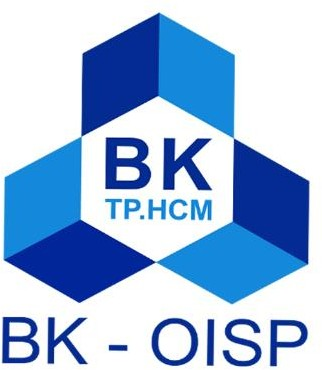 BK
TP.HCM
BK - OISP